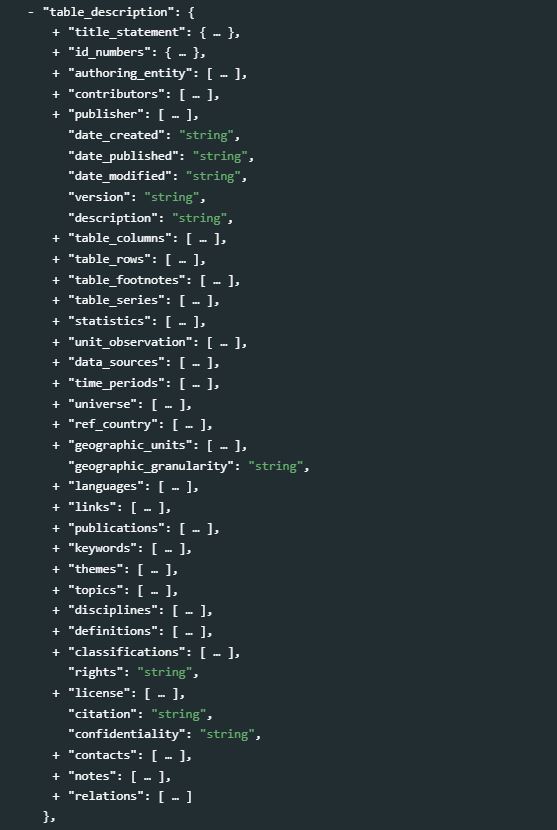 - "table_description": {
+ "title_statement": { … },
+ "id_numbers": { … },
+ "authoring_entity": [ … ],
+ "contributors": [ … ],
+ "publisher": [ … ],
"date_created": "string",
"date_published": "string",
"date_modified": "string",
"version": "string",
"description": "string",
+ "table_columns": [ … ],
+ "table_rows": [ … ],
+ "table_footnotes": [ … ],
+ "table_series": [ … ],
+ "statistics": [ … ],
+ "unit_observation": [ … ],
+ "data_sources": [ … ],
+ "time_periods": [ … ],
+ "universe": [ … ],
+ "ref_country": [ … ],
+ "geographic_units": [ … ],
"geographic_granularity": "string",
+ "languages": [ … ],
+ "links": [ … ],
+ "publications": [ … ],
+ "keywords": [ … ],
+ "themes": [ … ],
+ "topics": [ … ],
+ "disciplines": [ … ],
+ "definitions": [ … ],
+ "classifications": [ … ],
"rights": "string",
+ "license": [ … ],
"citation": "string",
"confidentiality": "string",
+ "contacts": [ … ],
+ "notes": [ … ],
+ "relations": [ … ]
},